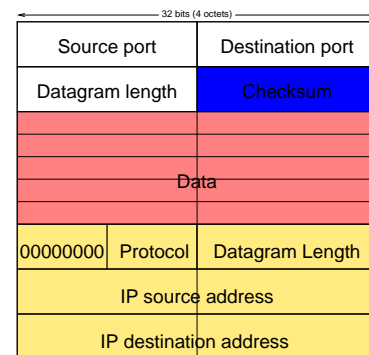 32 bits (4 octets)
Source port Destination port
Datagram length Checksum
Data
00000000 Protocol Datagram Length
IP source address
IP destination address